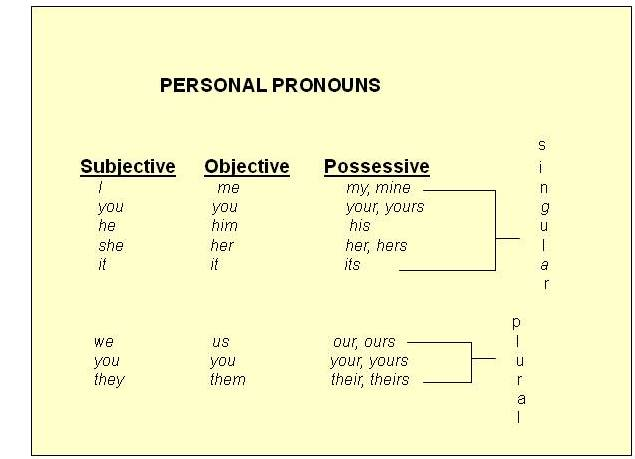 PERSONAL PRONOUNS
Subjective Objective Possessive
I me my, mine
you you your, yours
he him his
she her her, hers
it it its
singular
we us our, ours
you you your, yours
they them their, theirs
plural